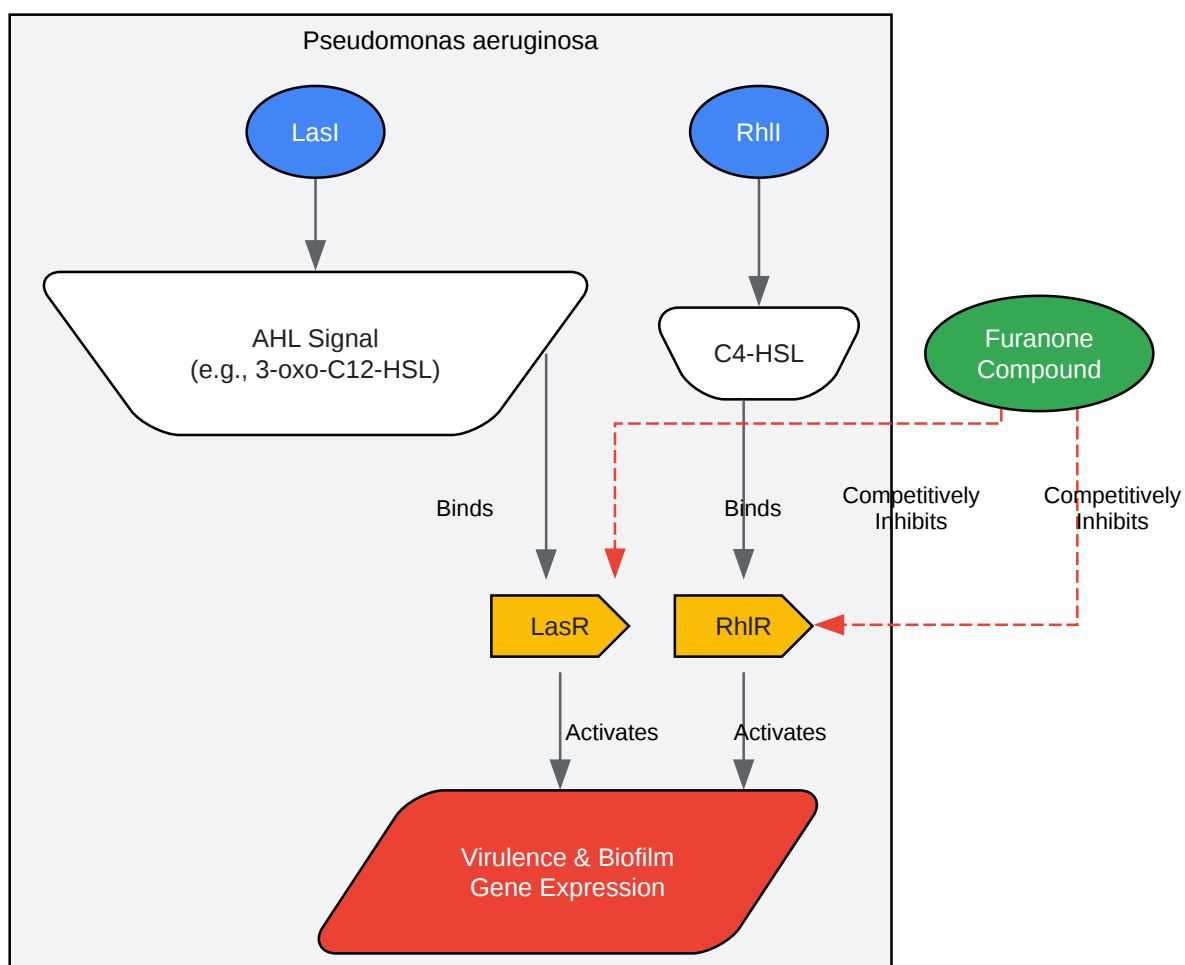 Pseudomonas aeruginosa
LasI
RhlI
AHL Signal
(e.g., 3-oxo-C12-HSL)
C4-HSL
Furanone
Compound
Binds
Binds
Competitively
Inhibits
Competitively
Inhibits
LasR
RhlR
Activates
Activates
Virulence & Biofilm
Gene Expression